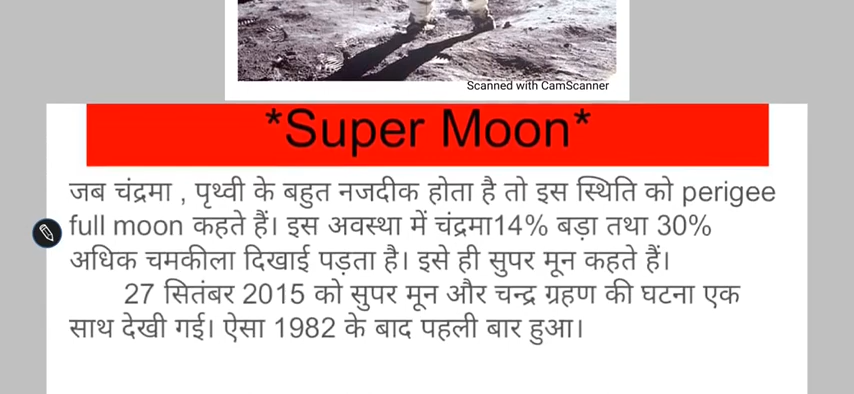 Scanned with CamScanner
*Super Moon*
जब चंद्रमा , पृथ्वी के बहुत नजदीक होता है तो इस स्थिति को perigee
full moon कहते हैं। इस अवस्था में चंद्रमा14% बड़ा तथा 30%
अधिक चमकीला दिखाई पड़ता है। इसे ही सुपर मून कहते हैं।
27 सितंबर 2015 को सुपर मून और चन्द्र ग्रहण की घटना एक
साथ देखी गई। ऐसा 1982 के बाद पहली बार हुआ।